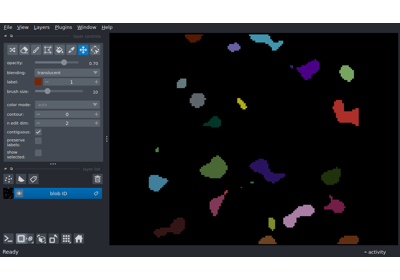 File View Layers Plugins Window Help
opacity: 0.70
blending: translucent
label: 1
brush size: 10
color mode:
contour: 0
n edit dim: 2
contiguous:
preserve labels:
show selected:
blob ID
Ready
activity